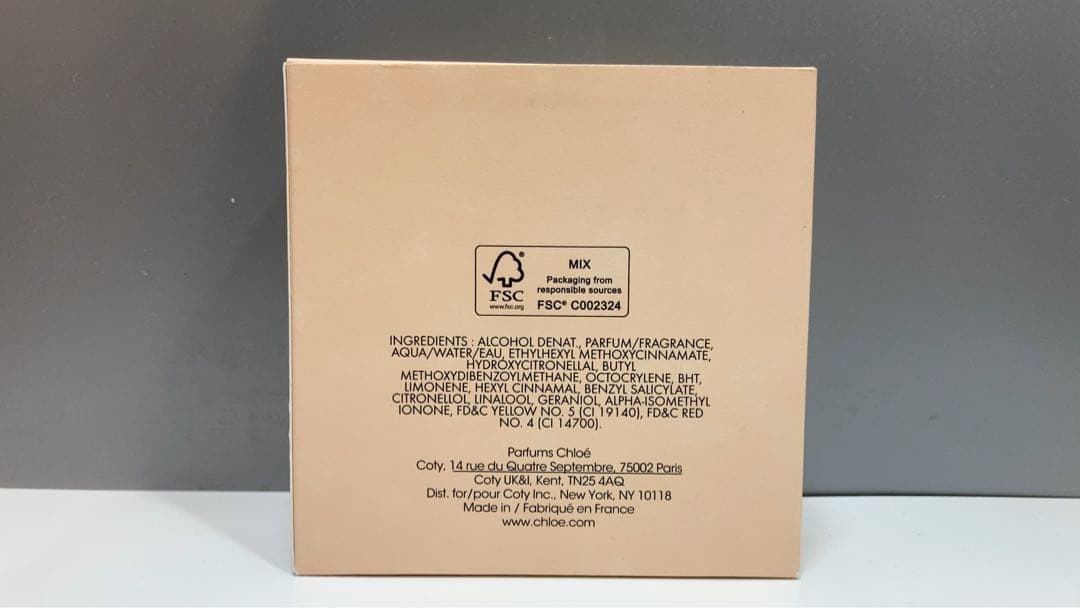 FSC®
www.fsc.org
MIX
Packaging from
responsible sources
FSC® C002324
INGREDIENTS : ALCOHOL DENAT., PARFUM/FRAGRANCE,
AQUA/WATER/EAU, ETHYLHEXYL METHOXYCINNAMATE,
HYDROXYCITRONELLAL, BUTYL
METHOXYDIBENZOYLMETHANE, OCTOCRYLENE, BHT,
LIMONENE, HEXYL CINNAMAL, BENZYL SALICYLATE,
CITRONELLOL, LINALOOL, GERANIOL, ALPHA-ISOMETHYL
IONONE, FD&C YELLOW NO. 5 (CI 19140), FD&C RED
NO. 4 (CI 14700).
Parfums Chloé
Coty, 14 rue du Quatre Septembre, 75002 Paris
Coty UK&I, Kent, TN25 4AQ
Dist. for/pour Coty Inc., New York, NY 10118
Made in / Fabriqué en France
www.chloe.com